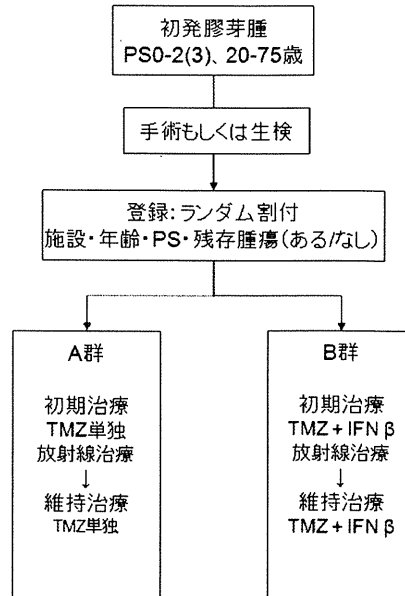 初発膠芽腫
PS0-2(3)、20-75歳
手術もしくは生検
登録:ランダム割付
施設・年齢・PS・残存腫瘍(ある/なし)
A群
初期治療
TMZ単独
放射線治療
↓
維持治療
TMZ単独
B群
初期治療
TMZ + IFN β
放射線治療
↓
維持治療
TMZ + IFN β